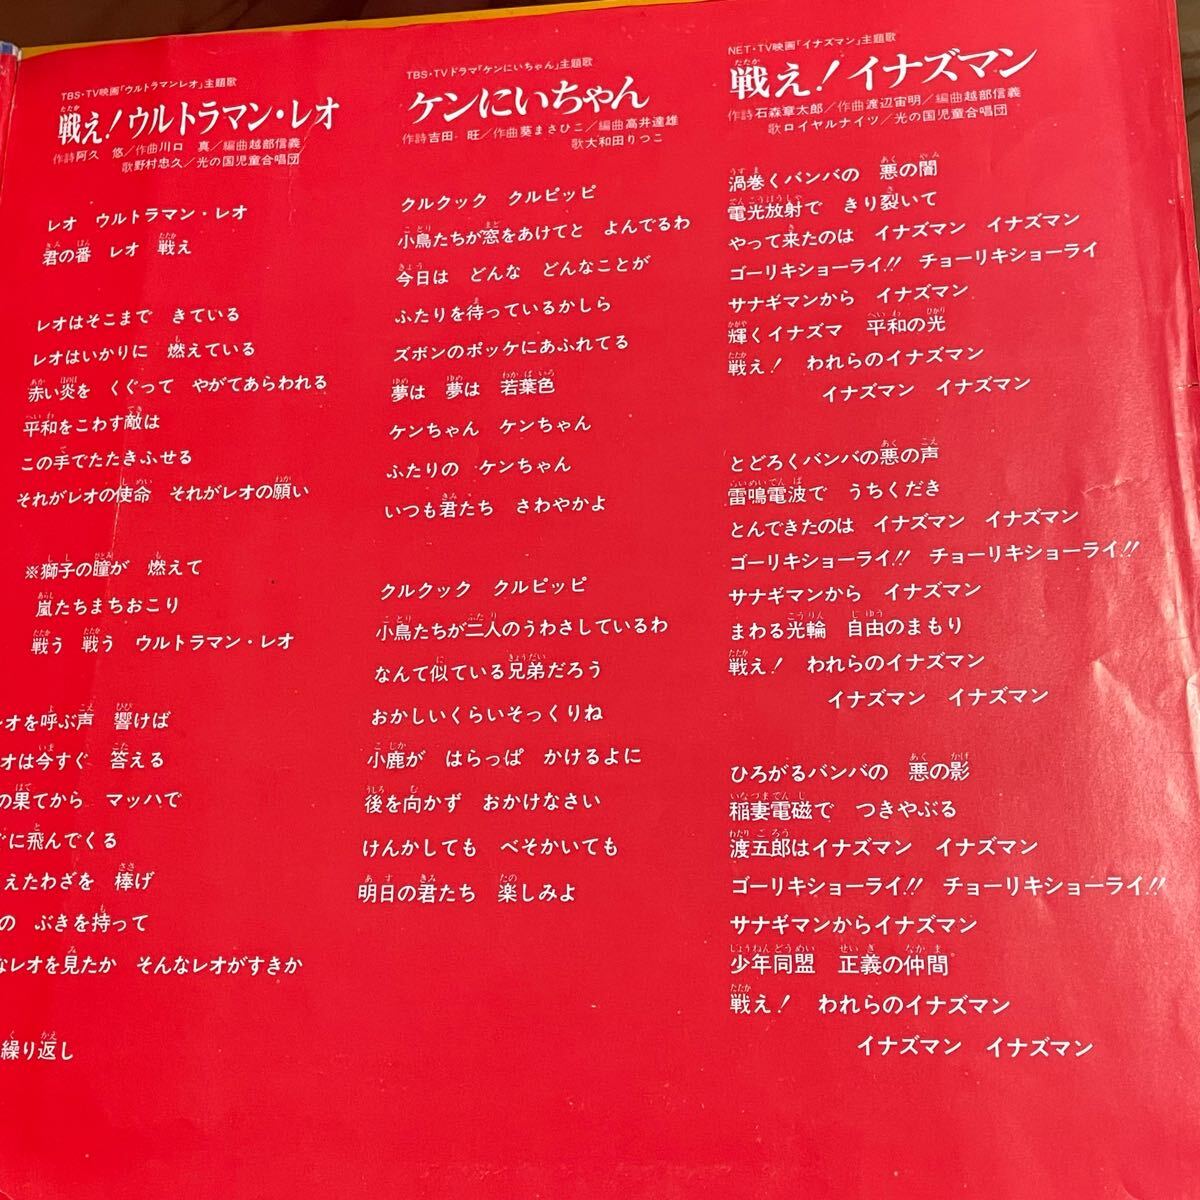 TBS・TV映画「ウルトラマンレオ」主題歌
戦え!ウルトラマン・レオ
作詩阿久 悠/作曲川口 真/編曲越部信義
歌野村忠久/光の国児童合唱団
レオ ウルトラマン・レオ
君の番 レオ 戦え
レオはそこまで きている
レオはいかりに 燃えている
赤い炎を くぐって やがてあらわれる
平和をこわす敵は
この手でたたきふせる
それがレオの使命 それがレオの願い
※獅子の瞳が 燃えて
嵐たちまちおこり
戦う 戦う ウルトラマン・レオ
レオを呼ぶ声 響けば
オは今すぐ 答える
の果てから マッハで
に飛んでくる
えたわざを 棒げ
の ぶきを持って
なレオを見たか そんなレオがすきか
繰り返し
TBS・TVドラマ「ケンにいちゃん」主題歌
ケンにいちゃん
作詩吉田 旺/作曲葵まさひこ/編曲高井達雄
歌大和田りつこ
クルクック クルピッピ
小鳥たちが窓をあけてと よんでるわ
今日は どんな どんなことが
ふたりを待っているかしら
ズボンのポッケにあふれてる
夢は 夢は 若葉色
ケンちゃん ケンちゃん
ふたりの ケンちゃん
いつも君たち さわやかよ
クルクック クルピッピ
小鳥たちが二人のうわさしているわ
なんて似ている兄弟だろう
おかしいくらいそっくりね
小鹿が はらっぱ かけるよに
後を向かず おかけなさい
けんかしても べそかいても
明日の君たち 楽しみよ
NET・TV映画「イナズマン」主題歌
戦え!イナズマン
作詩石森章太郎/作曲渡辺宙明/編曲越部信義
歌ロイヤルナイツ/光の国児童合唱団
渦巻くバンバの 悪の闇
電光放射で きり裂いて
やって来たのは イナズマン イナズマン
ゴーリキショーライ!! チョーリキショーライ
サナギマンから イナズマン
輝くイナズマ 平和の光
戦え! われらのイナズマン
イナズマン イナズマン
とどろくバンバの悪の声
雷鳴電波で うちくだき
とんできたのは イナズマン イナズマン
ゴーリキショーライ!! チョーリキショーライ!!
サナギマンから イナズマン
まわる光輪 自由のまもり
戦え! われらのイナズマン
イナズマン イナズマン
ひろがるバンバの 悪の影
稲妻電磁で つきやぶる
渡五郎はイナズマン イナズマン
ゴーリキショーライ!! チョーリキショーライ!!
サナギマンからイナズマン
少年同盟 正義の仲間
戦え! われらのイナズマン
イナズマン イナズマン